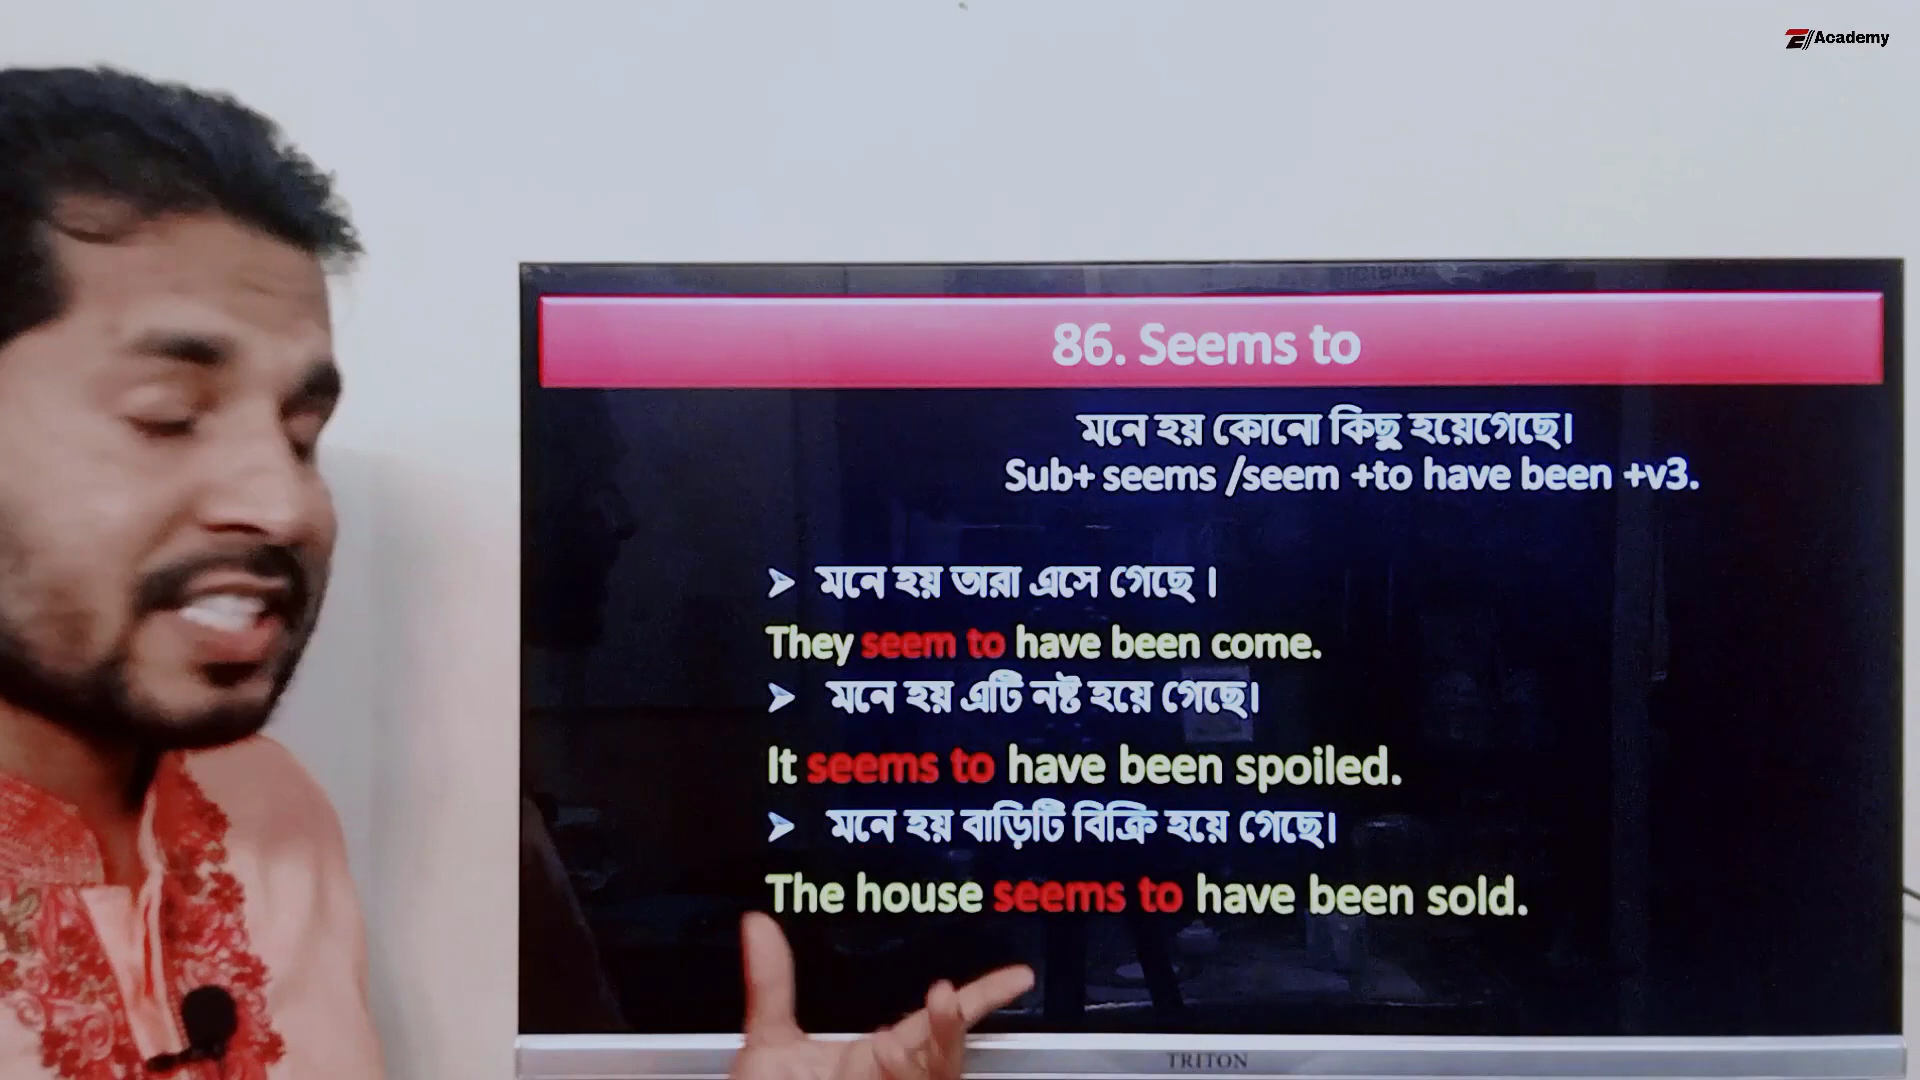 Academy
86. Seems to
মনে হয় কোনো কিছু হয়েগেছে।
Sub+ seems /seem +to have been +v3.
➢ মনে হয় তারা এসে গেছে ।
They seem to have been come.
➢ মনে হয় এটি নষ্ট হয়ে গেছে।
It seems to have been spoiled.
➢ মনে হয় বাড়িটি বিক্রি হয়ে গেছে।
The house seems to have been sold.
TRITON